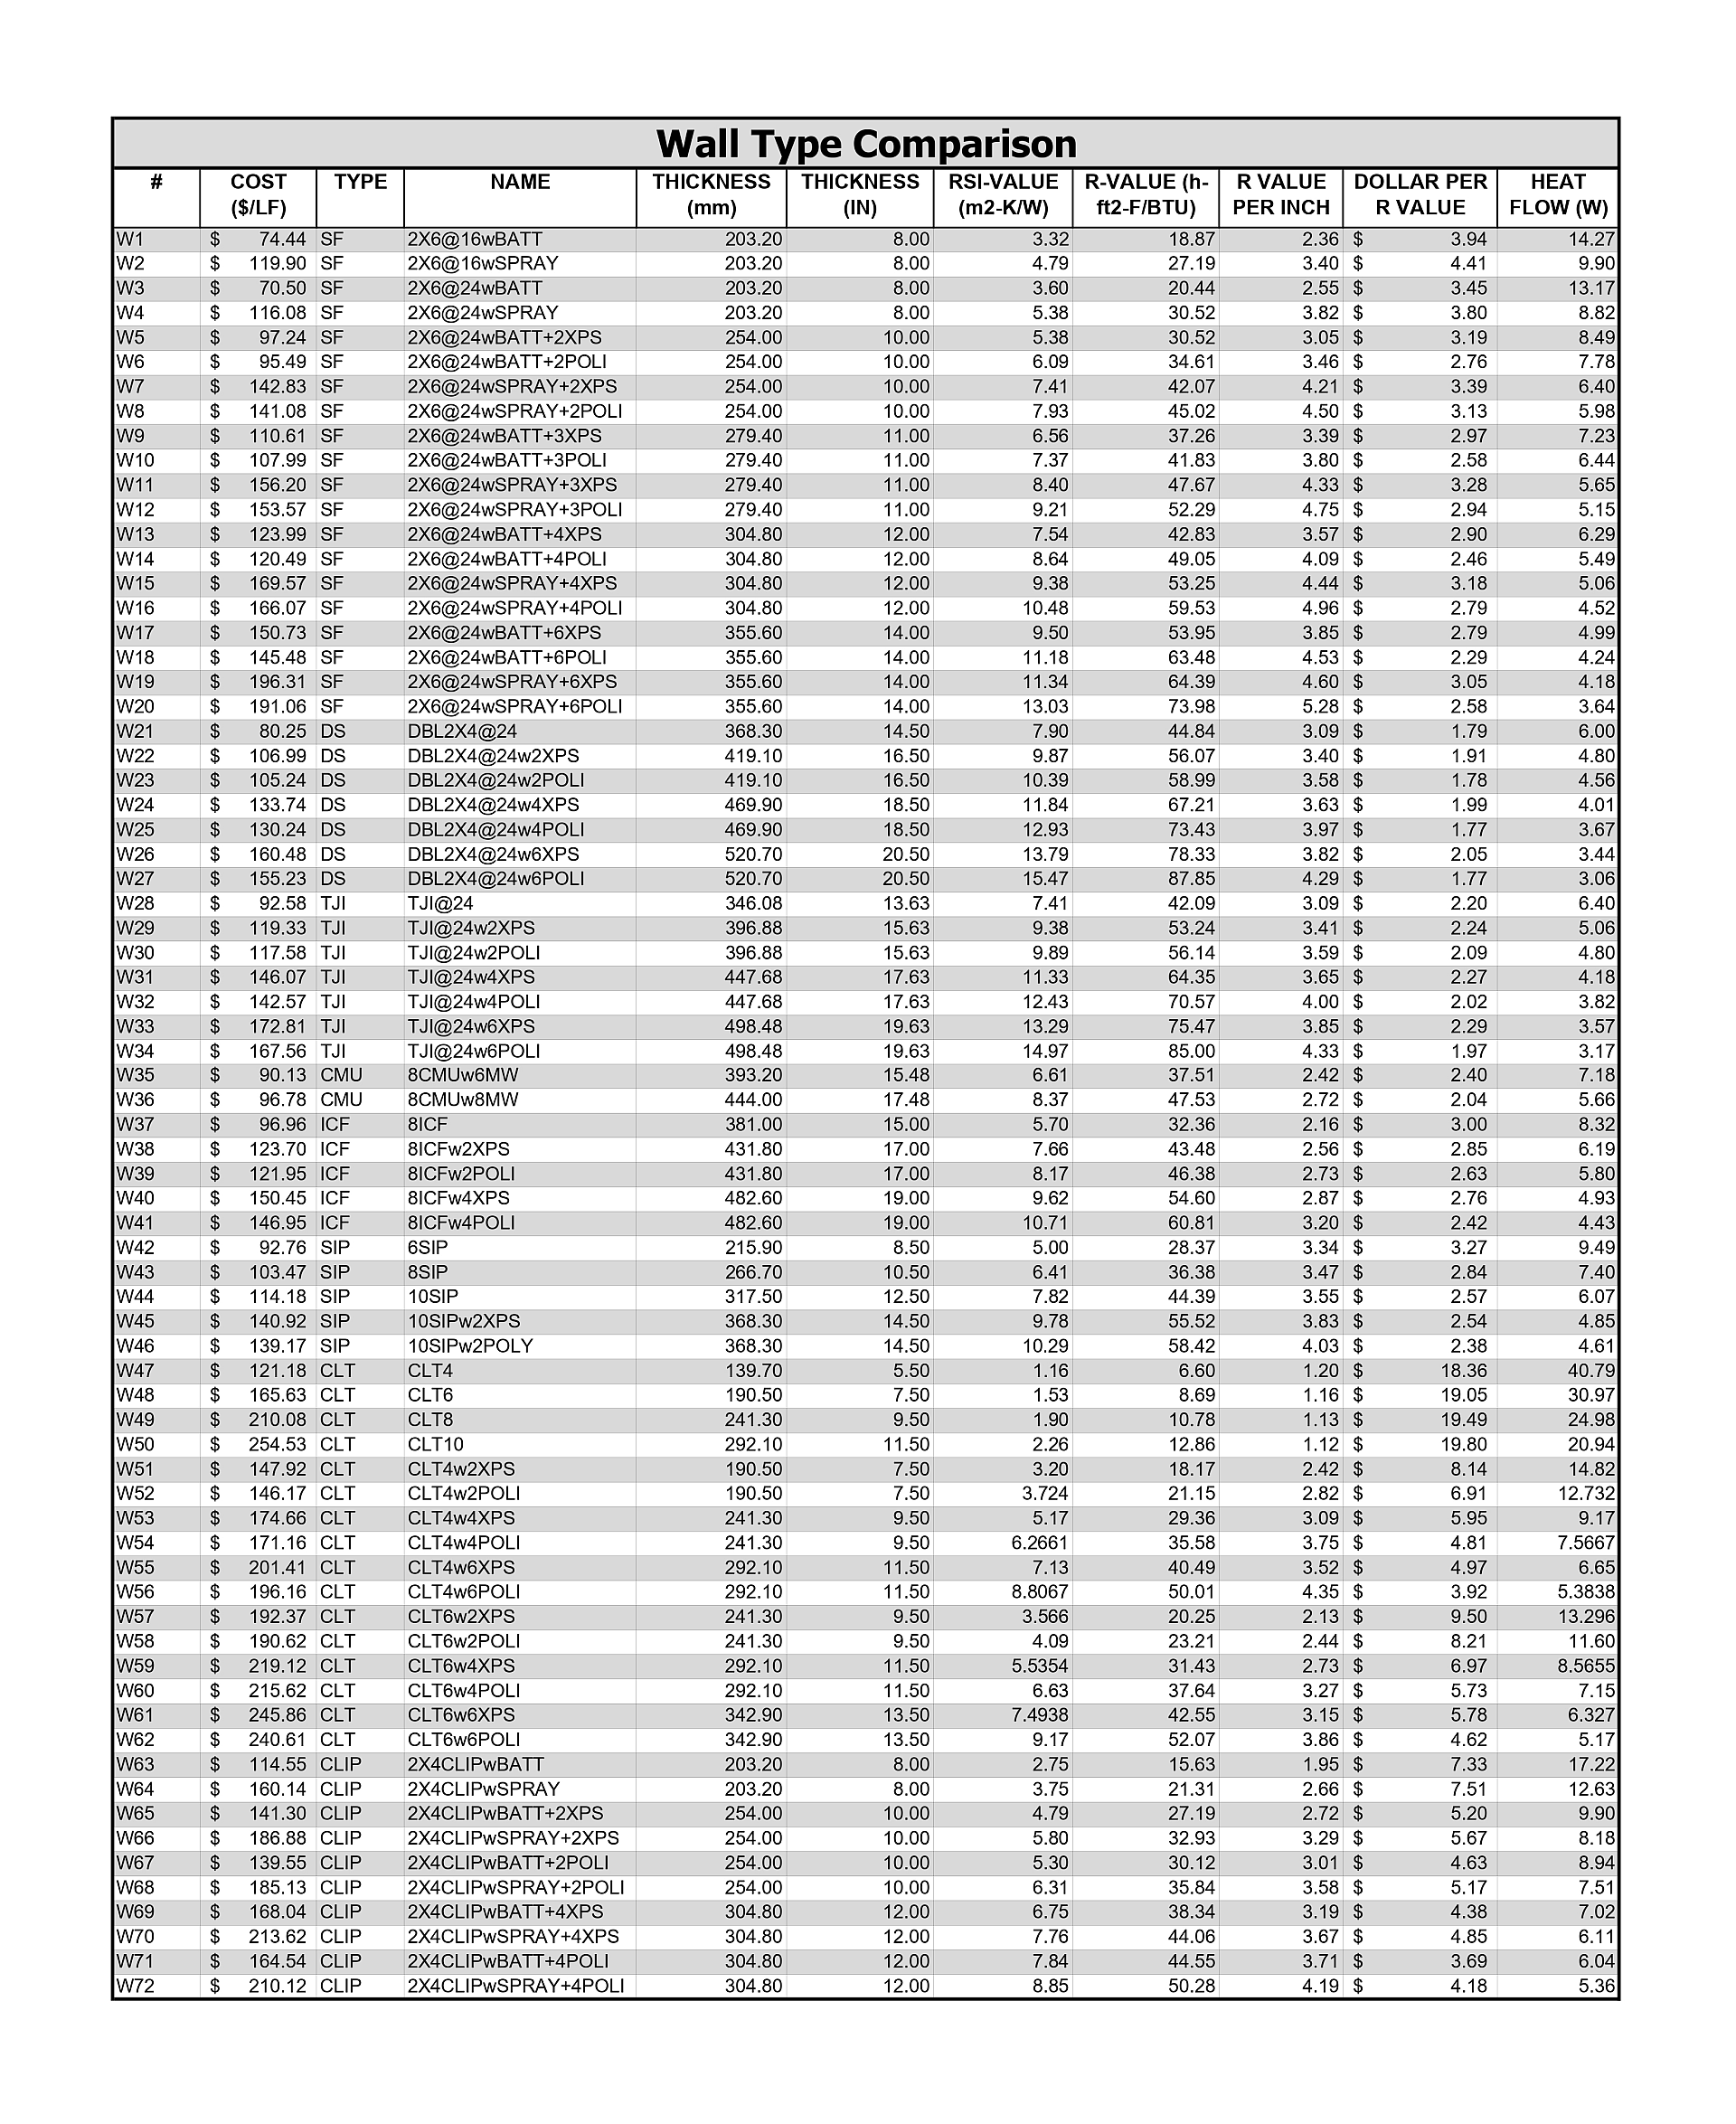 Wall Type Comparison
# COST ($/LF) TYPE NAME THICKNESS (mm) THICKNESS (IN) RSI-VALUE (m2-K/W) R-VALUE (h-ft2-F/BTU) R VALUE PER INCH DOLLAR PER R VALUE HEAT FLOW (W)
W1 $ 74.44 SF 2X6@16wBATT 203.20 8.00 3.32 18.87 2.36 $ 3.94 14.27
W2 $ 119.90 SF 2X6@16wSPRAY 203.20 8.00 4.79 27.19 3.40 $ 4.41 9.90
W3 $ 70.50 SF 2X6@24wBATT 203.20 8.00 3.60 20.44 2.55 $ 3.45 13.17
W4 $ 116.08 SF 2X6@24wSPRAY 203.20 8.00 5.38 30.52 3.82 $ 3.80 8.82
W5 $ 97.24 SF 2X6@24wBATT+2XPS 254.00 10.00 5.38 30.52 3.05 $ 3.19 8.49
W6 $ 95.49 SF 2X6@24wBATT+2POLI 254.00 10.00 6.09 34.61 3.46 $ 2.76 7.78
W7 $ 142.83 SF 2X6@24wSPRAY+2XPS 254.00 10.00 7.41 42.07 4.21 $ 3.39 6.40
W8 $ 141.08 SF 2X6@24wSPRAY+2POLI 254.00 10.00 7.93 45.02 4.50 $ 3.13 5.98
W9 $ 110.61 SF 2X6@24wBATT+3XPS 279.40 11.00 6.56 37.26 3.39 $ 2.97 7.23
W10 $ 107.99 SF 2X6@24wBATT+3POLI 279.40 11.00 7.37 41.83 3.80 $ 2.58 6.44
W11 $ 156.20 SF 2X6@24wSPRAY+3XPS 279.40 11.00 8.40 47.67 4.33 $ 3.28 5.65
W12 $ 153.57 SF 2X6@24wSPRAY+3POLI 279.40 11.00 9.21 52.29 4.75 $ 2.94 5.15
W13 $ 123.99 SF 2X6@24wBATT+4XPS 304.80 12.00 7.54 42.83 3.57 $ 2.90 6.29
W14 $ 120.49 SF 2X6@24wBATT+4POLI 304.80 12.00 8.64 49.05 4.09 $ 2.46 5.49
W15 $ 169.57 SF 2X6@24wSPRAY+4XPS 304.80 12.00 9.38 53.25 4.44 $ 3.18 5.06
W16 $ 166.07 SF 2X6@24wSPRAY+4POLI 304.80 12.00 10.48 59.53 4.96 $ 2.79 4.52
W17 $ 150.73 SF 2X6@24wBATT+6XPS 355.60 14.00 9.50 53.95 3.85 $ 2.79 4.99
W18 $ 145.48 SF 2X6@24wBATT+6POLI 355.60 14.00 11.18 63.48 4.53 $ 2.29 4.24
W19 $ 196.31 SF 2X6@24wSPRAY+6XPS 355.60 14.00 11.34 64.39 4.60 $ 3.05 4.18
W20 $ 191.06 SF 2X6@24wSPRAY+6POLI 355.60 14.00 13.03 73.98 5.28 $ 2.58 3.64
W21 $ 80.25 DS DBL2X4@24 368.30 14.50 7.90 44.84 3.09 $ 1.79 6.00
W22 $ 106.99 DS DBL2X4@24w2XPS 419.10 16.50 9.87 56.07 3.40 $ 1.91 4.80
W23 $ 105.24 DS DBL2X4@24w2POLI 419.10 16.50 10.39 58.99 3.58 $ 1.78 4.56
W24 $ 133.74 DS DBL2X4@24w4XPS 469.90 18.50 11.84 67.21 3.63 $ 1.99 4.01
W25 $ 130.24 DS DBL2X4@24w4POLI 469.90 18.50 12.93 73.43 3.97 $ 1.77 3.67
W26 $ 160.48 DS DBL2X4@24w6XPS 520.70 20.50 13.79 78.33 3.82 $ 2.05 3.44
W27 $ 155.23 DS DBL2X4@24w6POLI 520.70 20.50 15.47 87.85 4.29 $ 1.77 3.06
W28 $ 92.58 TJI TJI@24 346.08 13.63 7.41 42.09 3.09 $ 2.20 6.40
W29 $ 119.33 TJI TJI@24w2XPS 396.88 15.63 9.38 53.24 3.41 $ 2.24 5.06
W30 $ 117.58 TJI TJI@24w2POLI 396.88 15.63 9.89 56.14 3.59 $ 2.09 4.80
W31 $ 146.07 TJI TJI@24w4XPS 447.68 17.63 11.33 64.35 3.65 $ 2.27 4.18
W32 $ 142.57 TJI TJI@24w4POLI 447.68 17.63 12.43 70.57 4.00 $ 2.02 3.82
W33 $ 172.81 TJI TJI@24w6XPS 498.48 19.63 13.29 75.47 3.85 $ 2.29 3.57
W34 $ 167.56 TJI TJI@24w6POLI 498.48 19.63 14.97 85.00 4.33 $ 1.97 3.17
W35 $ 90.13 CMU 8CMUw6MW 393.20 15.48 6.61 37.51 2.42 $ 2.40 7.18
W36 $ 96.78 CMU 8CMUw8MW 444.00 17.48 8.37 47.53 2.72 $ 2.04 5.66
W37 $ 96.96 ICF 8ICF 381.00 15.00 5.70 32.36 2.16 $ 3.00 8.32
W38 $ 123.70 ICF 8ICFw2XPS 431.80 17.00 7.66 43.48 2.56 $ 2.85 6.19
W39 $ 121.95 ICF 8ICFw2POLI 431.80 17.00 8.17 46.38 2.73 $ 2.63 5.80
W40 $ 150.45 ICF 8ICFw4XPS 482.60 19.00 9.62 54.60 2.87 $ 2.76 4.93
W41 $ 146.95 ICF 8ICFw4POLI 482.60 19.00 10.71 60.81 3.20 $ 2.42 4.43
W42 $ 92.76 SIP 6SIP 215.90 8.50 5.00 28.37 3.34 $ 3.27 9.49
W43 $ 103.47 SIP 8SIP 266.70 10.50 6.41 36.38 3.47 $ 2.84 7.40
W44 $ 114.18 SIP 10SIP 317.50 12.50 7.82 44.39 3.55 $ 2.57 6.07
W45 $ 140.92 SIP 10SIPw2XPS 368.30 14.50 9.78 55.52 3.83 $ 2.54 4.85
W46 $ 139.17 SIP 10SIPw2POLY 368.30 14.50 10.29 58.42 4.03 $ 2.38 4.61
W47 $ 121.18 CLT CLT4 139.70 5.50 1.16 6.60 1.20 $ 18.36 40.79
W48 $ 165.63 CLT CLT6 190.50 7.50 1.53 8.69 1.16 $ 19.05 30.97
W49 $ 210.08 CLT CLT8 241.30 9.50 1.90 10.78 1.13 $ 19.49 24.98
W50 $ 254.53 CLT CLT10 292.10 11.50 2.26 12.86 1.12 $ 19.80 20.94
W51 $ 147.92 CLT CLT4w2XPS 190.50 7.50 3.20 18.17 2.42 $ 8.14 14.82
W52 $ 146.17 CLT CLT4w2POLI 190.50 7.50 3.724 21.15 2.82 $ 6.91 12.732
W53 $ 174.66 CLT CLT4w4XPS 241.30 9.50 5.17 29.36 3.09 $ 5.95 9.17
W54 $ 171.16 CLT CLT4w4POLI 241.30 9.50 6.2661 35.58 3.75 $ 4.81 7.5667
W55 $ 201.41 CLT CLT4w6XPS 292.10 11.50 7.13 40.49 3.52 $ 4.97 6.65
W56 $ 196.16 CLT CLT4w6POLI 292.10 11.50 8.8067 50.01 4.35 $ 3.92 5.3838
W57 $ 192.37 CLT CLT6w2XPS 241.30 9.50 3.566 20.25 2.13 $ 9.50 13.296
W58 $ 190.62 CLT CLT6w2POLI 241.30 9.50 4.09 23.21 2.44 $ 8.21 11.60
W59 $ 219.12 CLT CLT6w4XPS 292.10 11.50 5.5354 31.43 2.73 $ 6.97 8.5655
W60 $ 215.62 CLT CLT6w4POLI 292.10 11.50 6.63 37.64 3.27 $ 5.73 7.15
W61 $ 245.86 CLT CLT6w6XPS 342.90 13.50 7.4938 42.55 3.15 $ 5.78 6.327
W62 $ 240.61 CLT CLT6w6POLI 342.90 13.50 9.17 52.07 3.86 $ 4.62 5.17
W63 $ 114.55 CLIP 2X4CLIPwBATT 203.20 8.00 2.75 15.63 1.95 $ 7.33 17.22
W64 $ 160.14 CLIP 2X4CLIPwSPRAY 203.20 8.00 3.75 21.31 2.66 $ 7.51 12.63
W65 $ 141.30 CLIP 2X4CLIPwBATT+2XPS 254.00 10.00 4.79 27.19 2.72 $ 5.20 9.90
W66 $ 186.88 CLIP 2X4CLIPwSPRAY+2XPS 254.00 10.00 5.80 32.93 3.29 $ 5.67 8.18
W67 $ 139.55 CLIP 2X4CLIPwBATT+2POLI 254.00 10.00 5.30 30.12 3.01 $ 4.63 8.94
W68 $ 185.13 CLIP 2X4CLIPwSPRAY+2POLI 254.00 10.00 6.31 35.84 3.58 $ 5.17 7.51
W69 $ 168.04 CLIP 2X4CLIPwBATT+4XPS 304.80 12.00 6.75 38.34 3.19 $ 4.38 7.02
W70 $ 213.62 CLIP 2X4CLIPwSPRAY+4XPS 304.80 12.00 7.76 44.06 3.67 $ 4.85 6.11
W71 $ 164.54 CLIP 2X4CLIPwBATT+4POLI 304.80 12.00 7.84 44.55 3.71 $ 3.69 6.04
W72 $ 210.12 CLIP 2X4CLIPwSPRAY+4POLI 304.80 12.00 8.85 50.28 4.19 $ 4.18 5.36